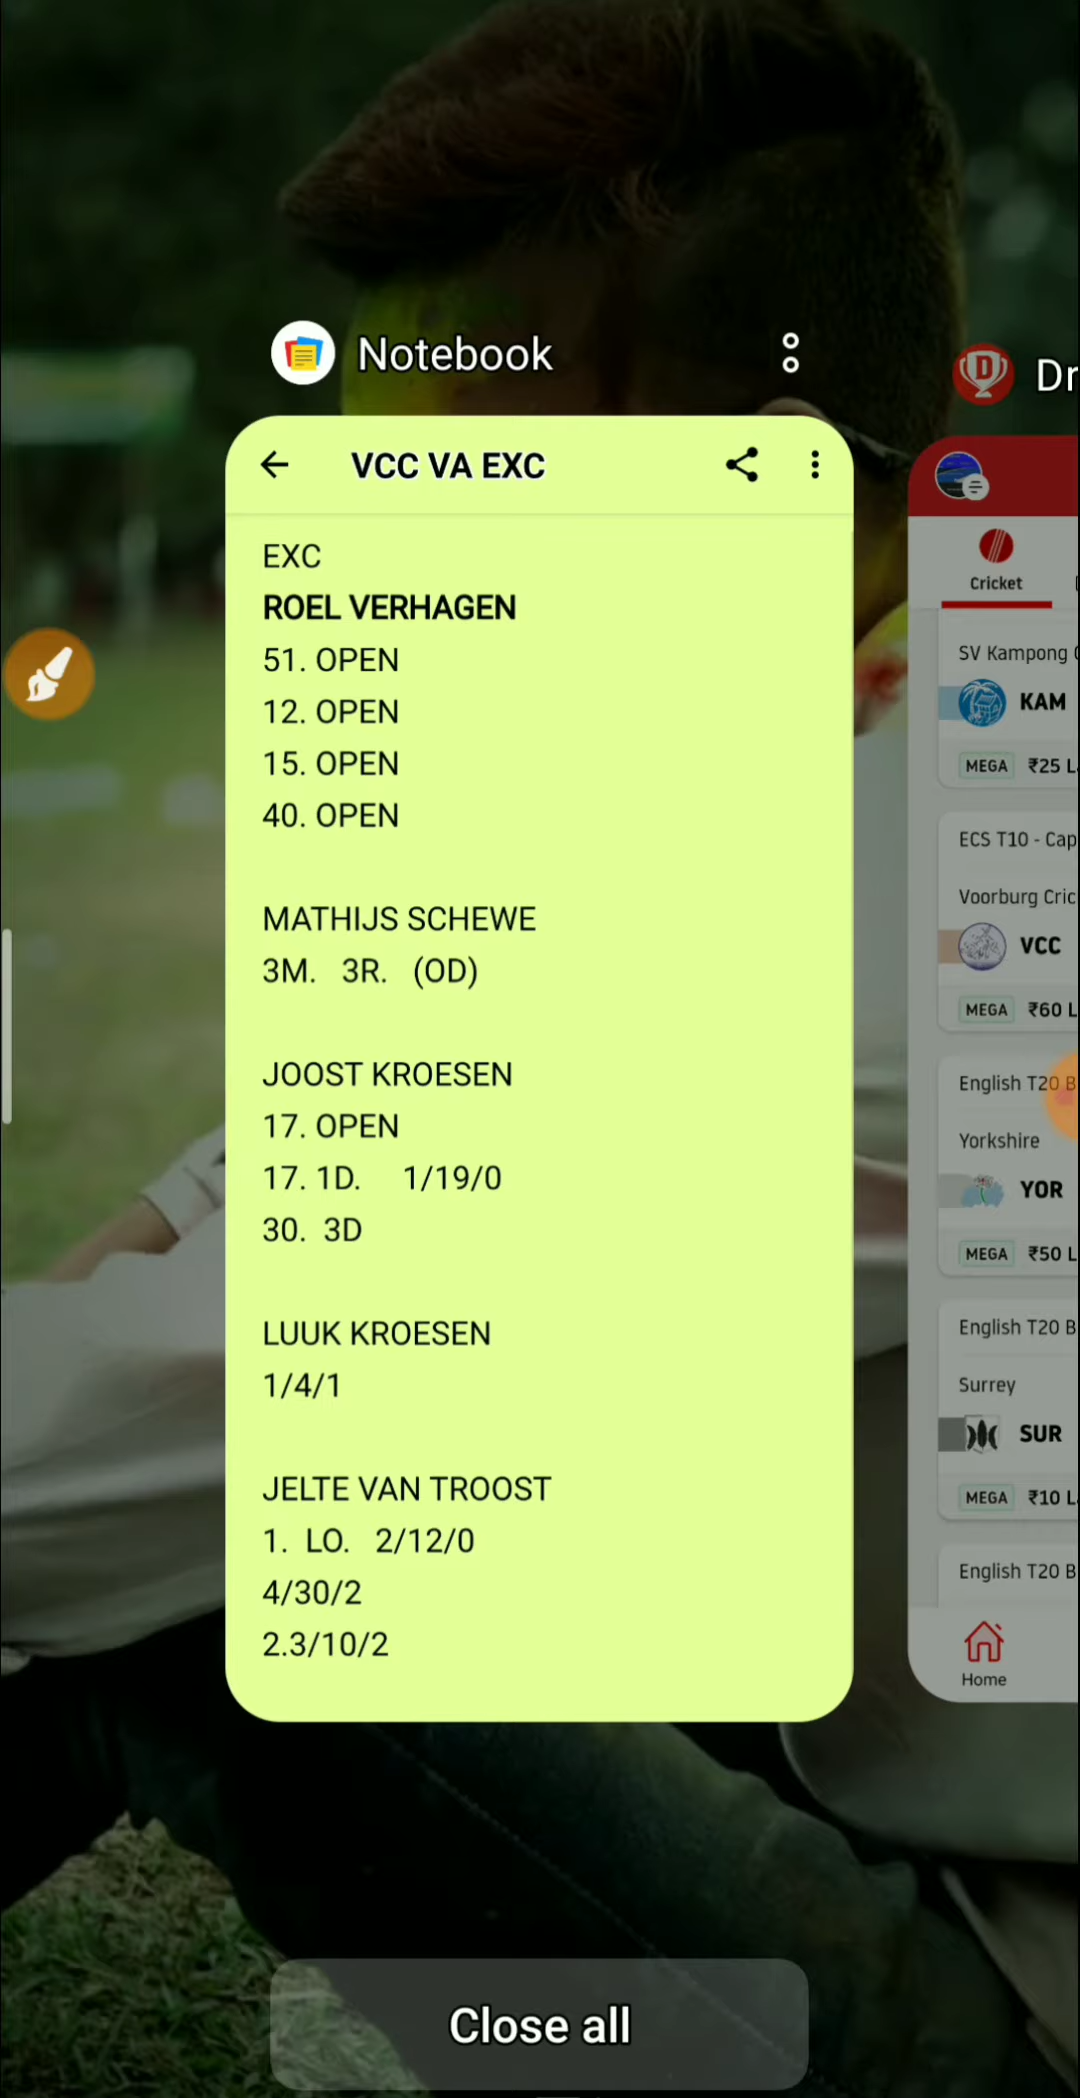 Notebook
VCC VA EXC
EXC
ROEL VERHAGEN
51. OPEN
12. OPEN
15. OPEN
40. OPEN
MATHIJS SCHEWE
3M. 3R. (OD)
JOOST KROESEN
17. OPEN
17. 1D. 1/19/0
30. 3D
LUUK KROESEN
1/4/1
JELTE VAN TROOST
1. LO. 2/12/0
4/30/2
2.3/10/2
Dr
D
Cricket
SV Kampong
KAM
MEGA ₹25 L
ECS T10 - Cap
Voorburg Cric
VCC
MEGA ₹60 L
English T20 B
Yorkshire
YOR
MEGA ₹50 L
English T20 B
Surrey
SUR
MEGA ₹10 L
English T20 B
Home
Close all